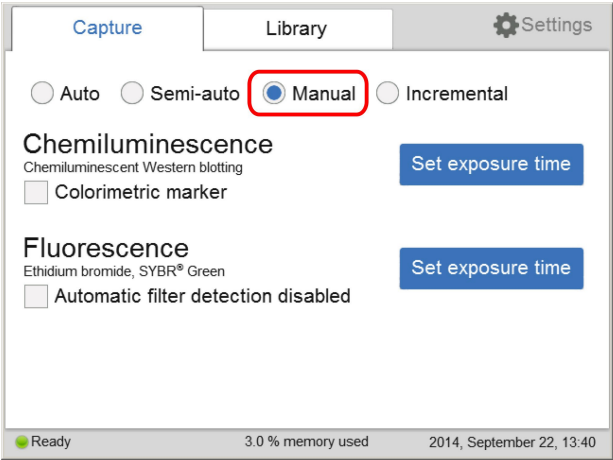 Capture
Library
Settings
Auto
Semi-auto
Manual
Incremental
Chemiluminescence
Chemiluminescent Western blotting
Set exposure time
Colorimetric marker
Fluorescence
Ethidium bromide, SYBR® Green
Set exposure time
Automatic filter detection disabled
Ready
3.0 % memory used
2014, September 22, 13:40